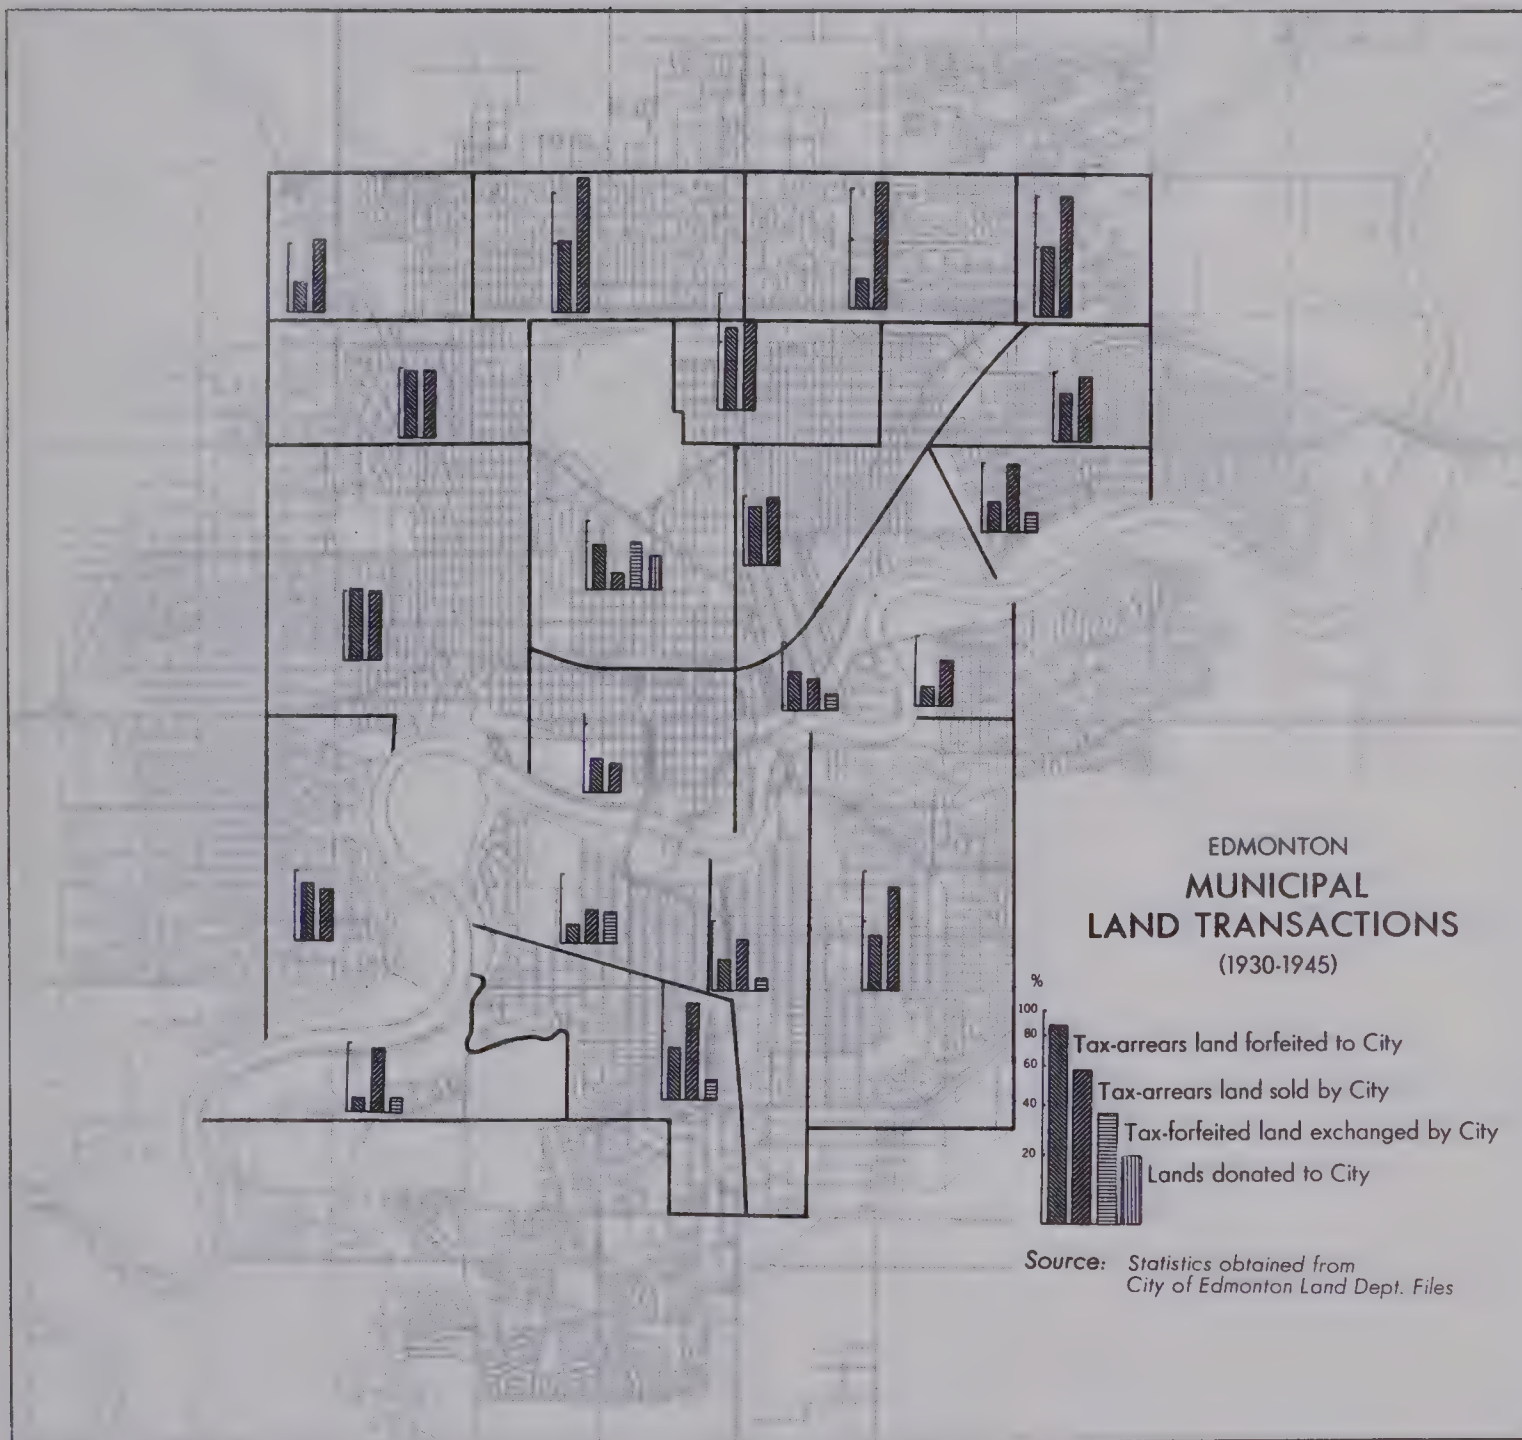 EDMONTON
MUNICIPAL
LAND TRANSACTIONS
(1930-1945)
%
100
80
60
40
20
Tax-arrears land forfeited to City
Tax-arrears land sold by City
Tax-forfeited land exchanged by City
Lands donated to City
Source: Statistics obtained from
City of Edmonton Land Dept. Files